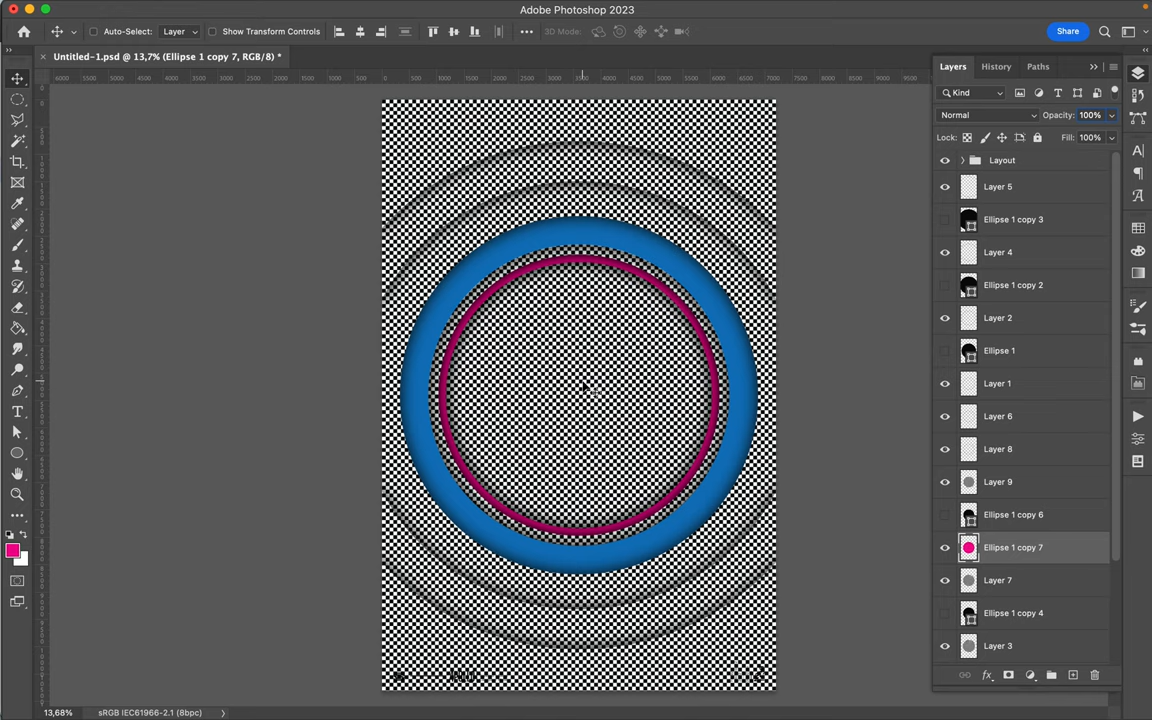 Adobe Photoshop 2023
Auto-Select: Layer Show Transform Controls 3D Mode: Share
Untitled-1.psd @ 13,7% (Ellipse 1 copy 7, RGB/8) *
Layers History Paths
Kind
Normal Opacity: 100%
Lock: Fill: 100%
Layout
Layer 5
Ellipse 1 copy 3
Layer 4
Ellipse 1 copy 2
Layer 2
Ellipse 1
Layer 1
Layer 6
Layer 8
Layer 9
Ellipse 1 copy 6
Ellipse 1 copy 7
Layer 7
Ellipse 1 copy 4
Layer 3
13,68% sRGB IEC61966-2.1 (8bpc)